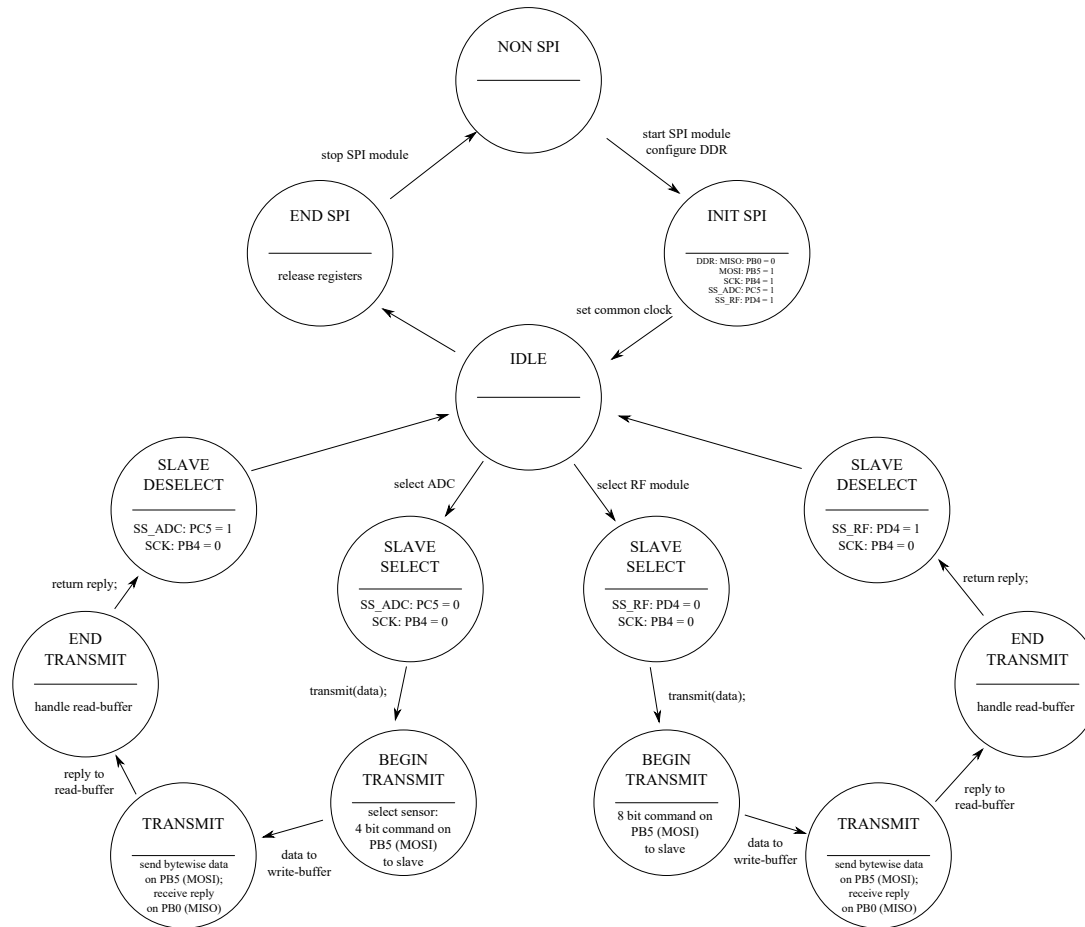 NON SPI
stop SPI module
start SPI module
configure DDR
END SPI
release registers
INIT SPI
DDR: MISO: PB0 = 0
MOSI: PB5 = 1
SCK: PB4 = 1
SS_ADC: PC5 = 1
SS_RF: PD4 = 1
set common clock
IDLE
select ADC
select RF module
SLAVE
DESELECT
SS_ADC: PC5 = 1
SCK: PB4 = 0
SLAVE
SELECT
SS_ADC: PC5 = 0
SCK: PB4 = 0
SLAVE
SELECT
SS_RF: PD4 = 0
SCK: PB4 = 0
SLAVE
DESELECT
SS_RF: PD4 = 1
SCK: PB4 = 0
return reply;
return reply;
END
TRANSMIT
handle read-buffer
transmit(data);
transmit(data);
END
TRANSMIT
handle read-buffer
reply to
read-buffer
BEGIN
TRANSMIT
select sensor:
4 bit command on
PB5 (MOSI)
to slave
BEGIN
TRANSMIT
8 bit command on
PB5 (MOSI)
to slave
reply to
read-buffer
TRANSMIT
send bytewise data
on PB5 (MOSI);
receive reply
on PB0 (MISO)
data to
write-buffer
data to
write-buffer
TRANSMIT
send bytewise data
on PB5 (MOSI);
receive reply
on PB0 (MISO)